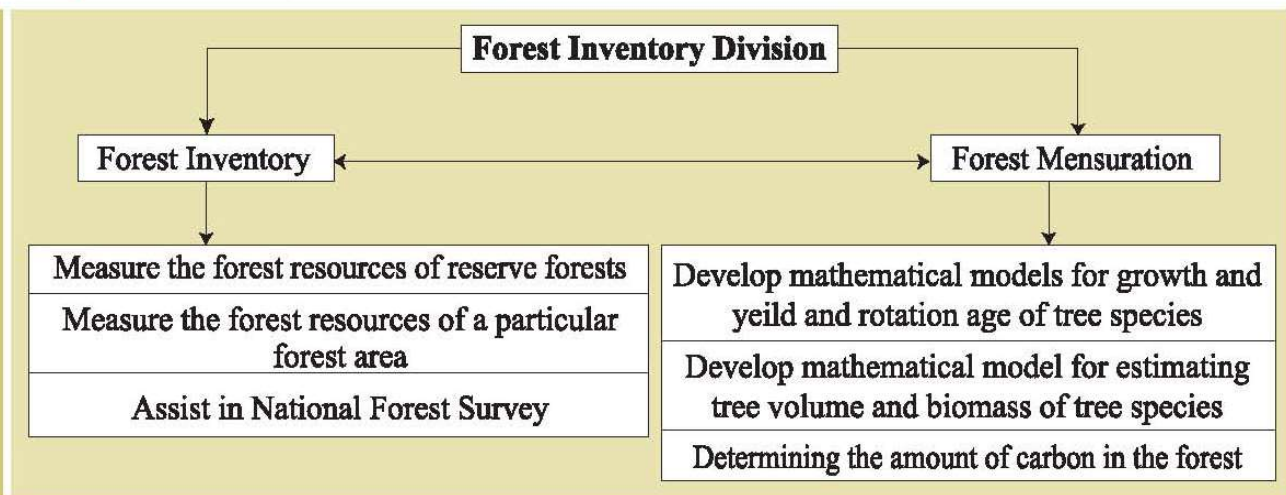 Forest Inventory Division
Forest Inventory
Forest Mensuration
Measure the forest resources of reserve forests
Measure the forest resources of a particular
forest area
Assist in National Forest Survey
Develop mathematical models for growth and
yeild and rotation age of tree species
Develop mathematical model for estimating
tree volume and biomass of tree species
Determining the amount of carbon in the forest